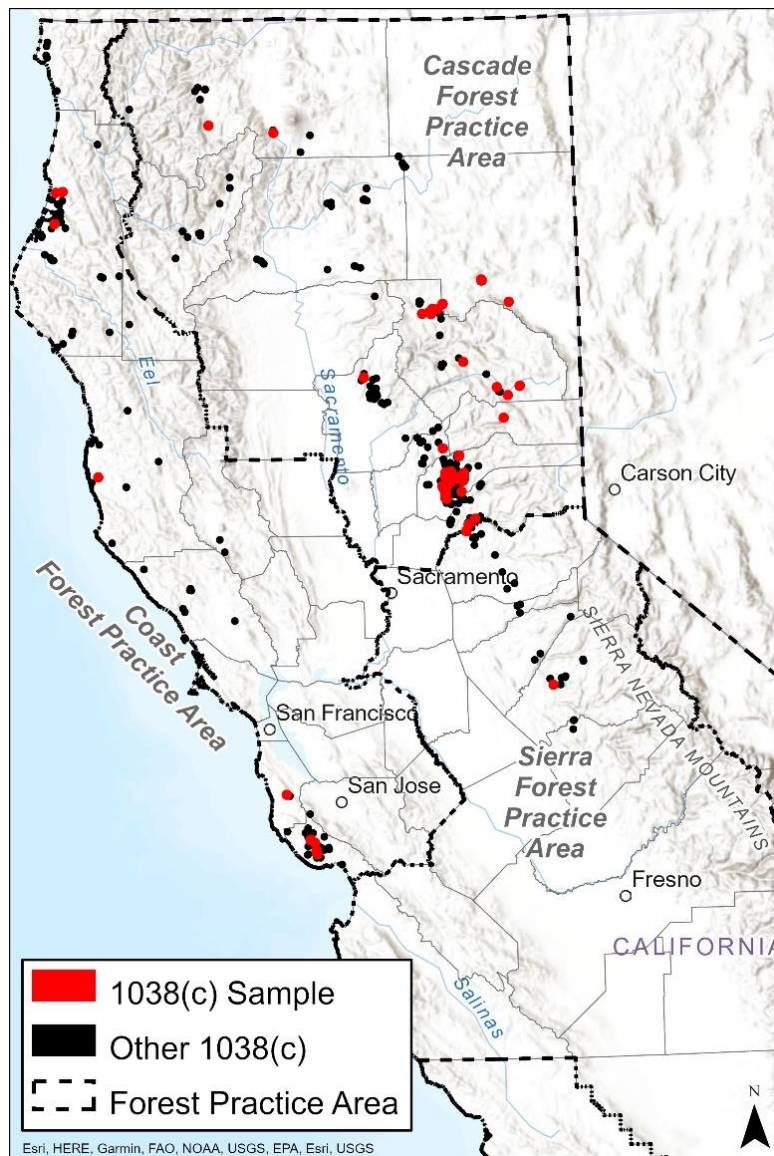 Cascade
Forest
Practice
Area
Eel
Sacramento
Carson City
Coast
Forest Practice Area
Sacramento
SIERRA NEVADA MOUNTAINS
San Francisco
San Jose
Sierra
Forest
Practice
Area
Fresno
CALIFORNIA
Salinas
1038(c) Sample
Other 1038(c)
Forest Practice Area
N
Esri, HERE, Garmin, FAO, NOAA, USGS, EPA, Esri, USGS